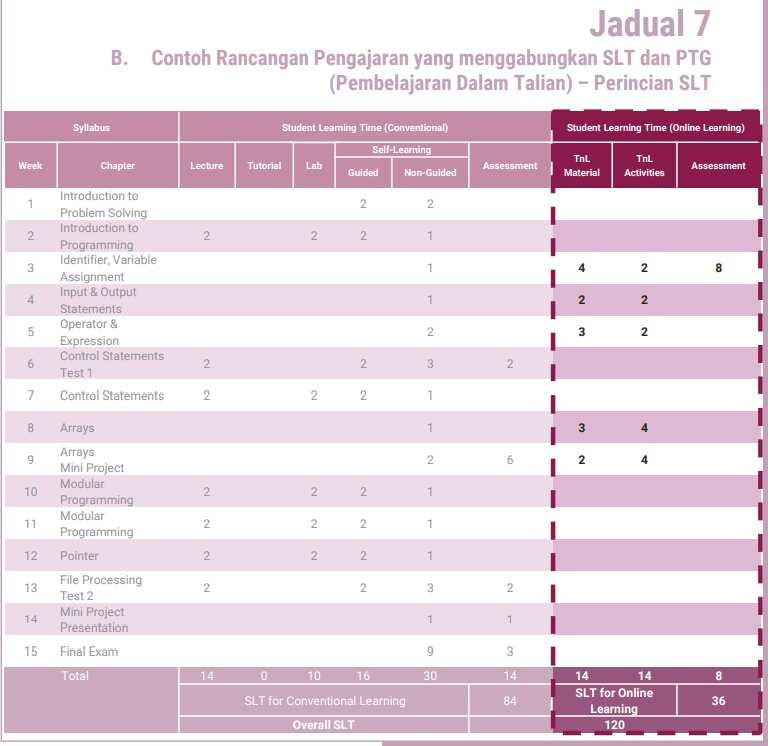 Jadual 7
B. Contoh Rancangan Pengajaran yang menggabungkan SLT dan PTG
(Pembelajaran Dalam Talian) – Perincian SLT
Syllabus Student Learning Time (Conventional) Student Learning Time (Online Learning)
Week Chapter Lecture Tutorial Lab Self-Learning Assessment TnL Material TnL Activities Assessment
Guided Non-Guided
1 Introduction to Problem Solving 2 2
2 Introduction to Programming 2 2 2 1
3 Identifier, Variable Assignment 1 4 2 8
4 Input & Output Statements 1 2 2
5 Operator & Expression 2 3 2
6 Control Statements Test 1 2 2 3 2
7 Control Statements 2 2 2 1
8 Arrays 1 3 4
9 Arrays Mini Project 2 6 2 4
10 Modular Programming 2 2 2 1
11 Modular Programming 2 2 2 1
12 Pointer 2 2 2 1
13 File Processing Test 2 2 2 3 2
14 Mini Project Presentation 1 1
15 Final Exam 9 3
Total 14 0 10 16 30 14 14 14 8
SLT for Conventional Learning 84 SLT for Online Learning 36
Overall SLT 120